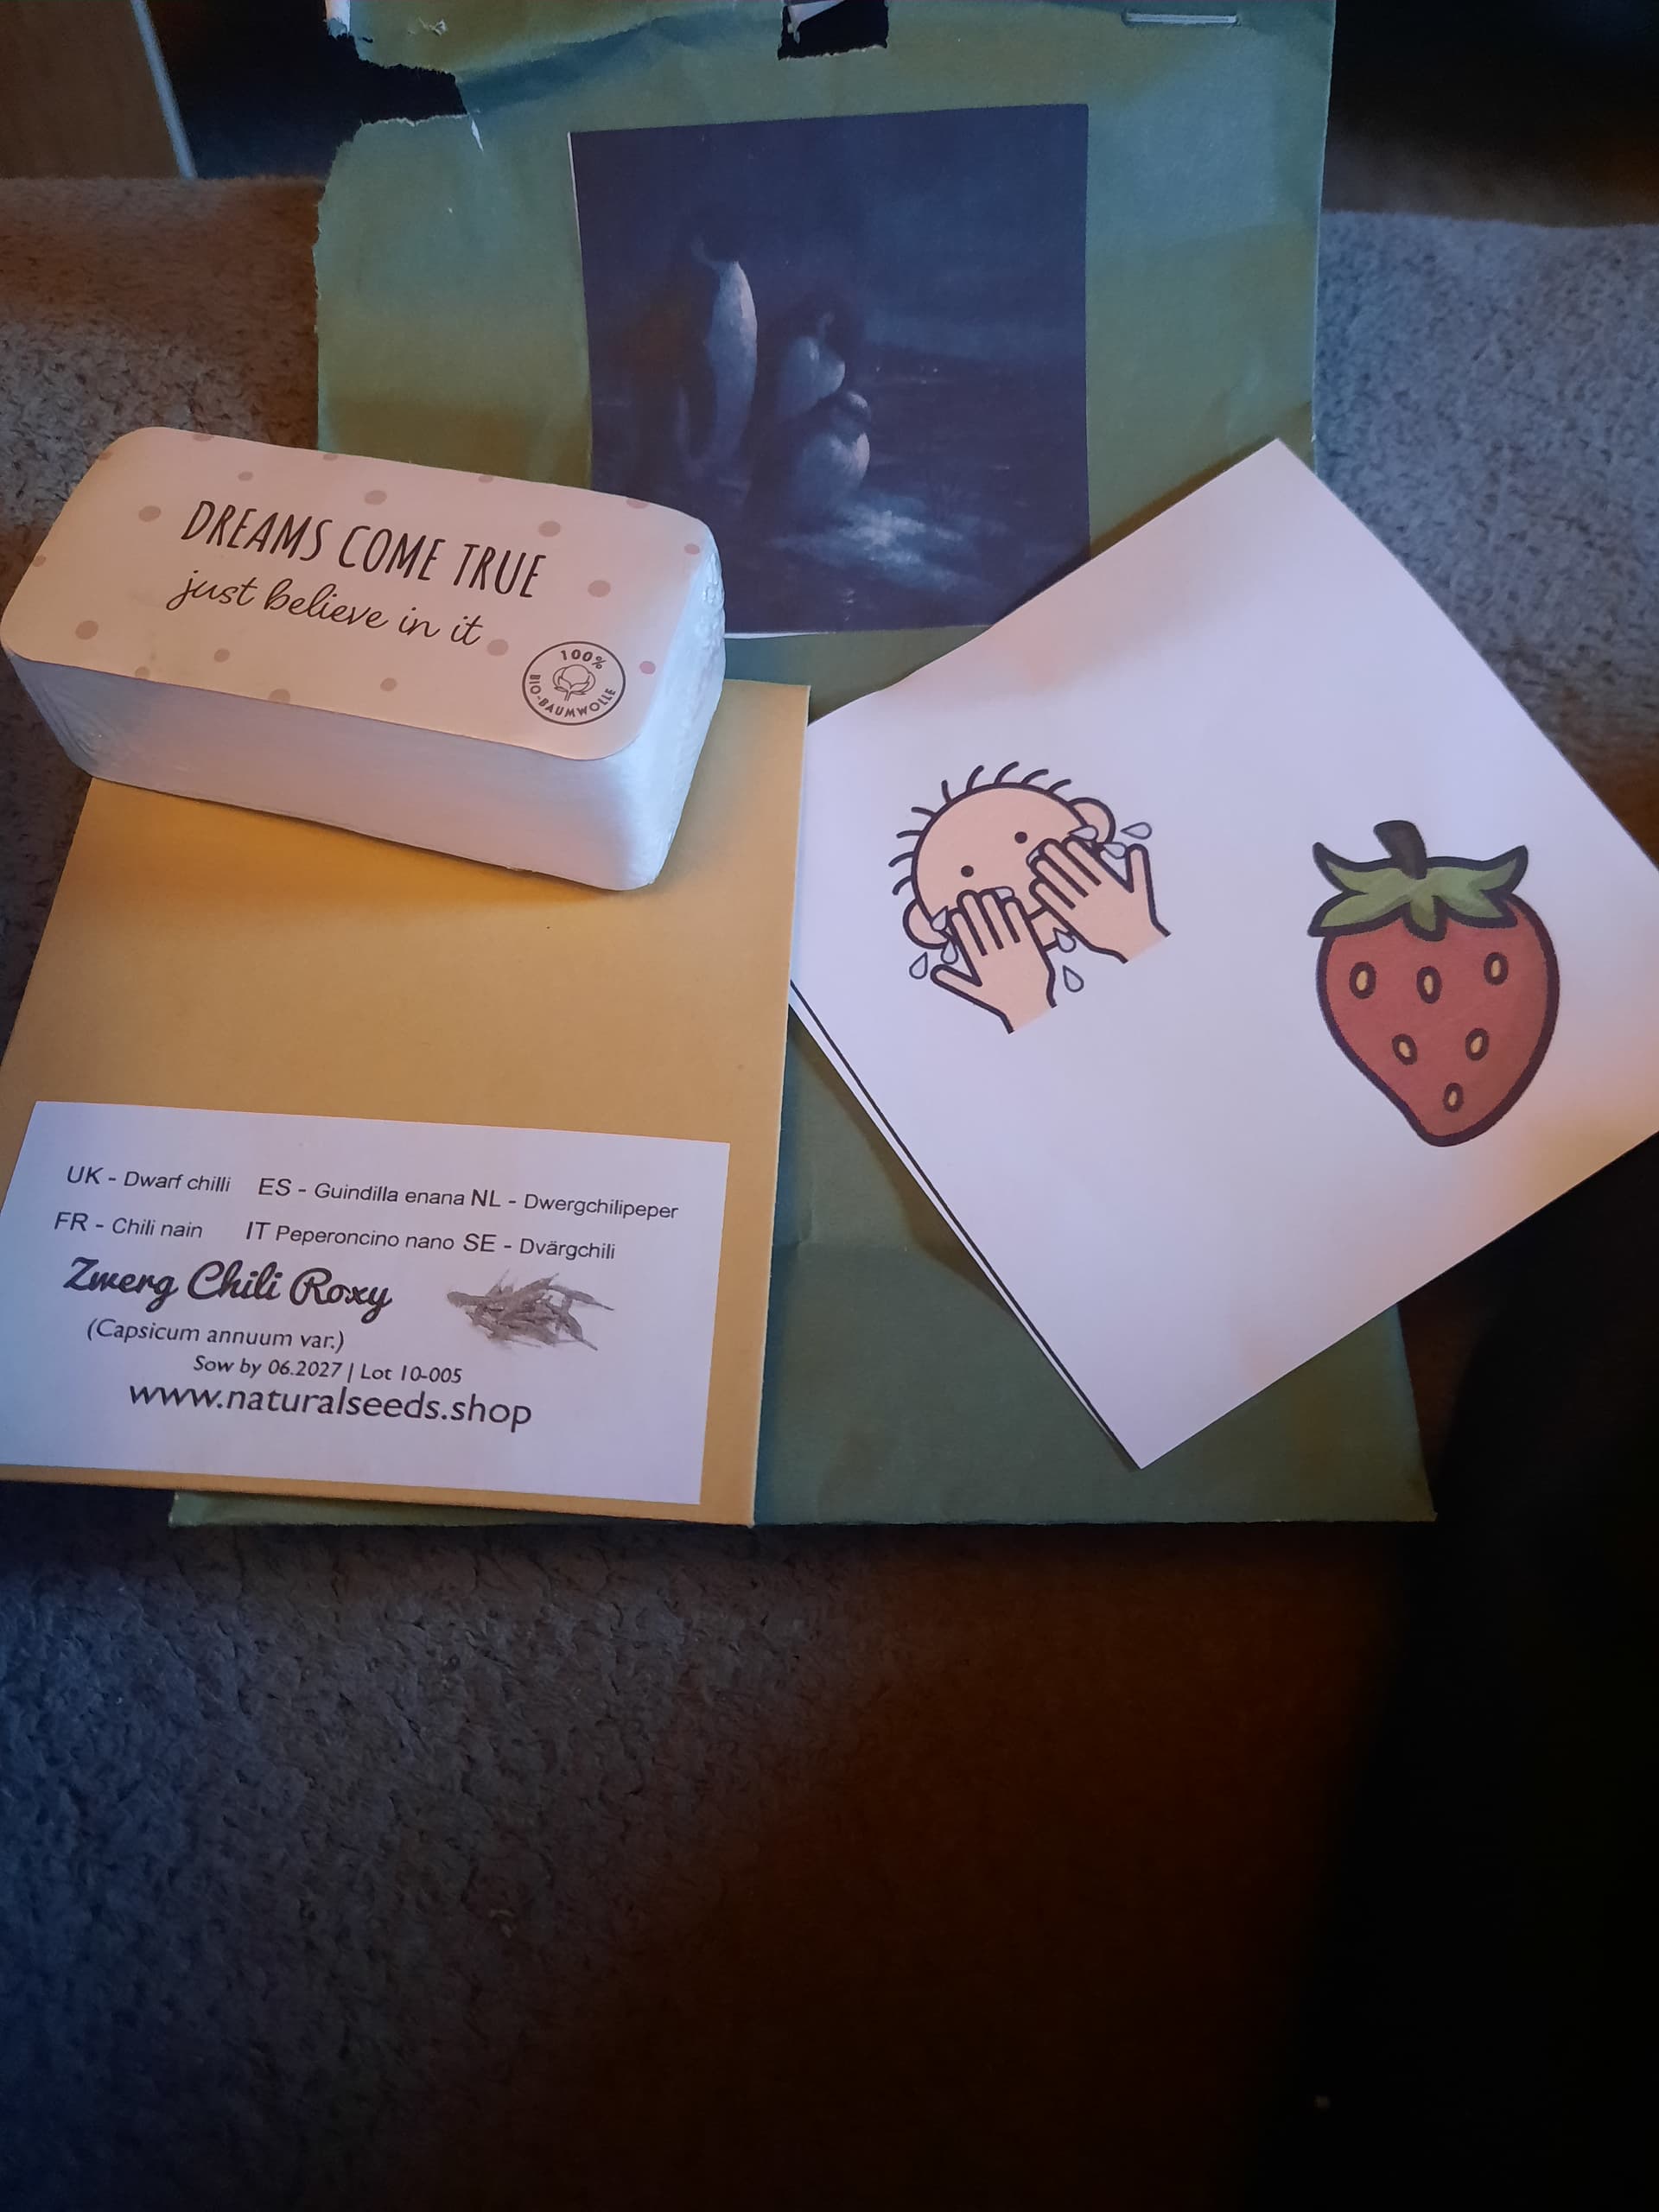 DREAMS COME TRUE
just believe in it
100%
BIO-BAUMWOLLE
UK - Dwarf chilli ES - Guindilla enana NL - Dwergchilipeper
FR - Chili nain IT Peperoncino nano SE - Dvärgchili
Zwerg Chili Roxy
(Capsicum annuum var.)
Sow by 06.2027 | Lot 10-005
www.naturalseeds.shop